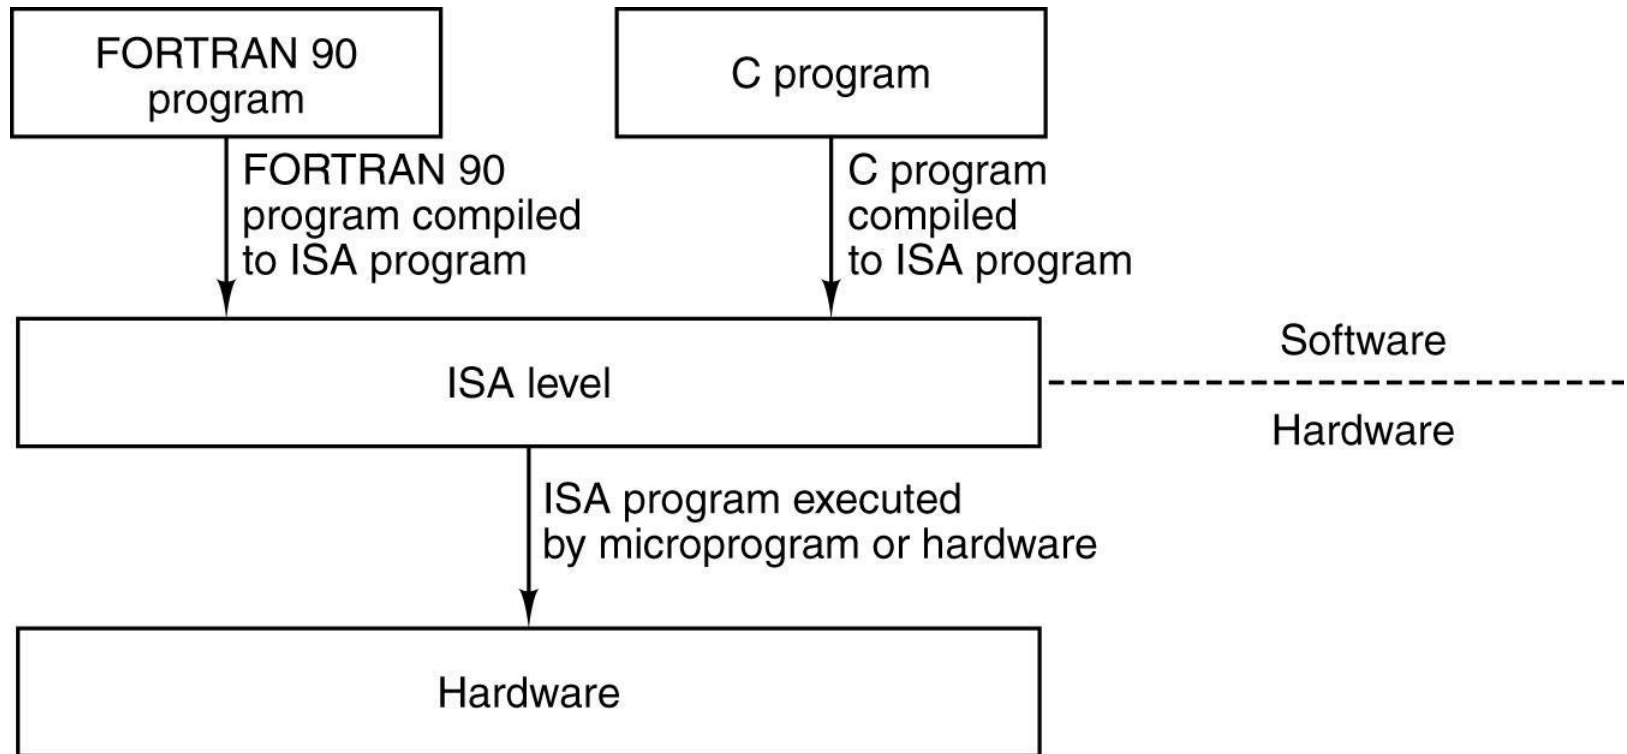 FORTRAN 90
program
C program
FORTRAN 90
program compiled
to ISA program
C program
compiled
to ISA program
ISA level
Software
Hardware
ISA program executed
by microprogram or hardware
Hardware